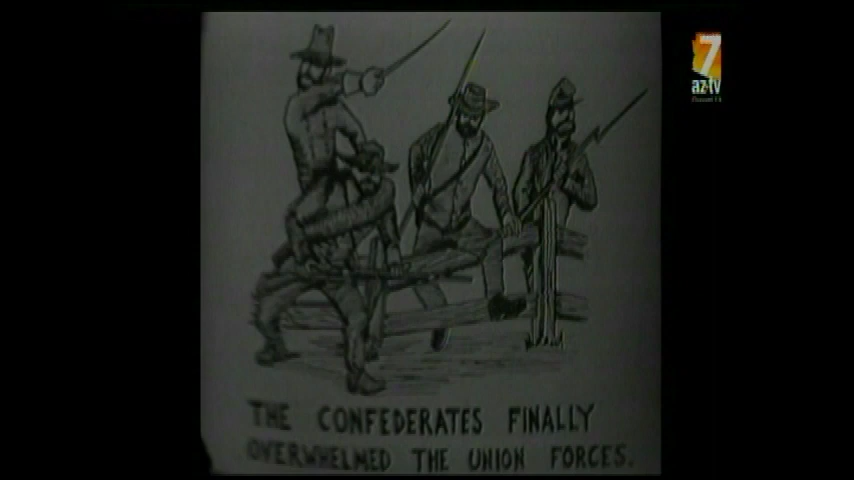 7
az-tv
THE CONFEDERATES FINALLY
OVERWHELMED THE UNION FORCES.